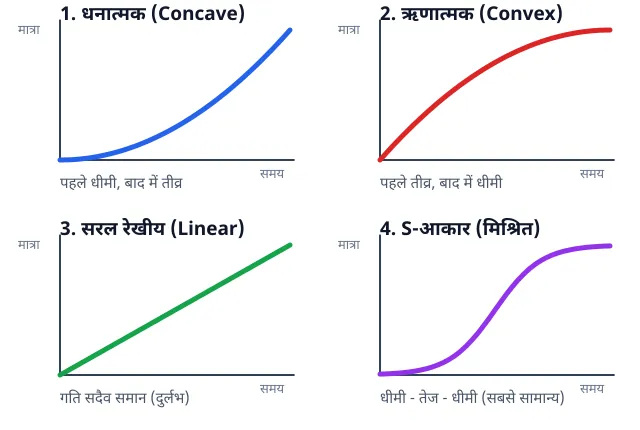 1. धनात्मक (Concave)
मात्रा
समय
पहले धीमी, बाद में तीव्र
2. ऋणात्मक (Convex)
मात्रा
समय
पहले तीव्र, बाद में धीमी
3. सरल रेखीय (Linear)
मात्रा
समय
गति सदैव समान (दुर्लभ)
4. S-आकार (मिश्रित)
मात्रा
समय
धीमी - तेज - धीमी (सबसे सामान्य)